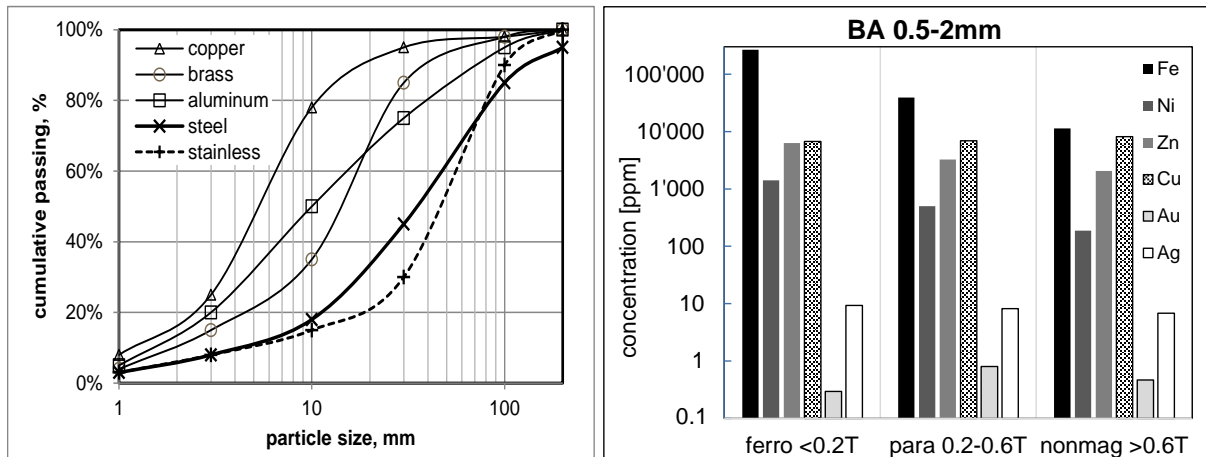 100%
80%
60%
40%
20%
0%
cumulative passing, %
copper
brass
aluminum
steel
stainless
1
10
100
particle size, mm
BA 0.5-2mm
100'000
10'000
1'000
100
10
1
0.1
concentration [ppm]
Fe
Ni
Zn
Cu
Au
Ag
ferro <0.2T
para 0.2-0.6T
nonmag >0.6T